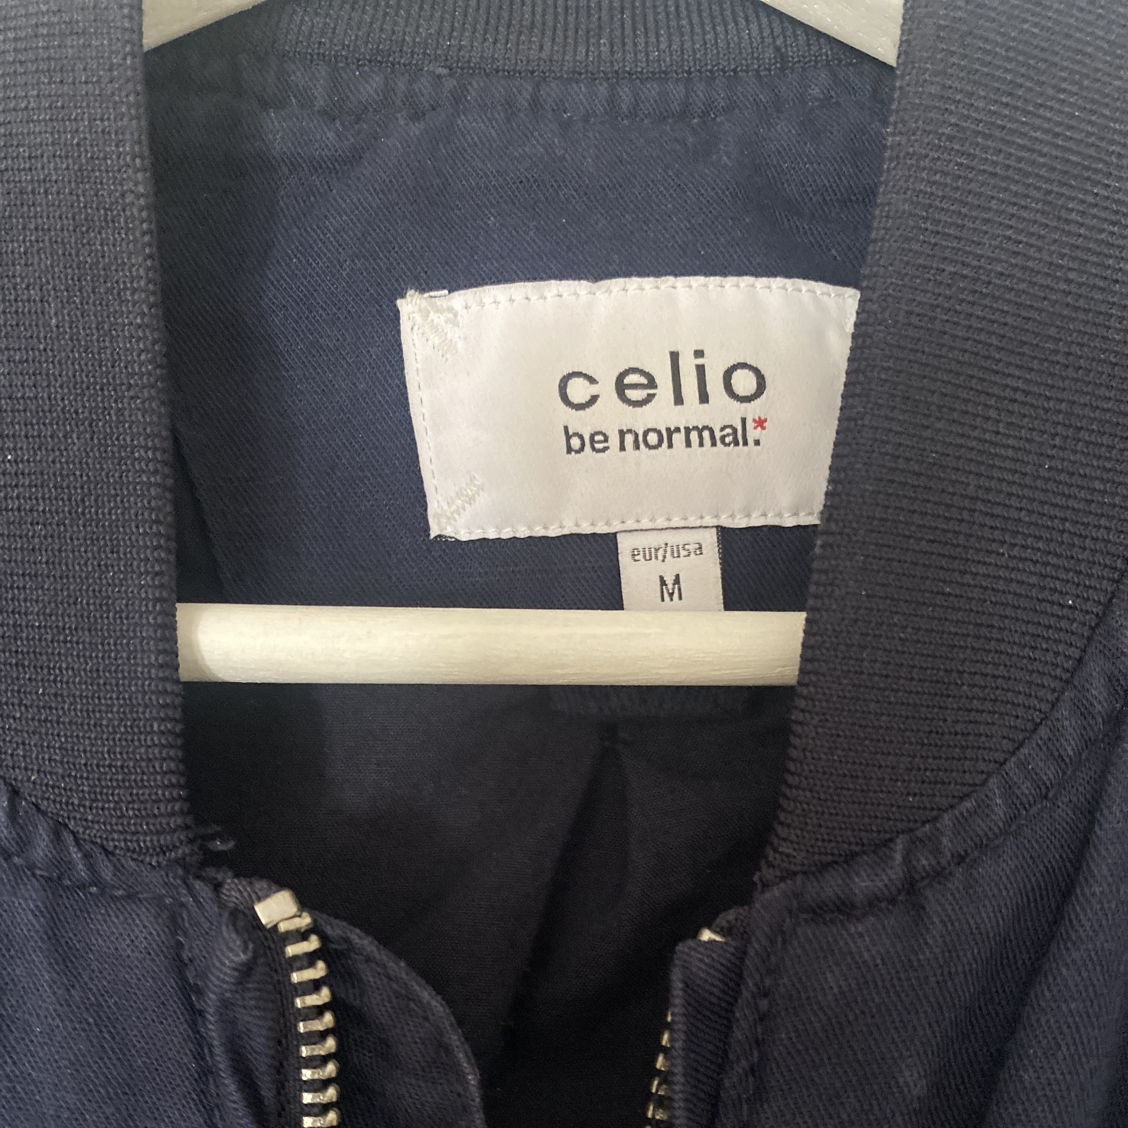 celio
be normal.*
eur/usa
M